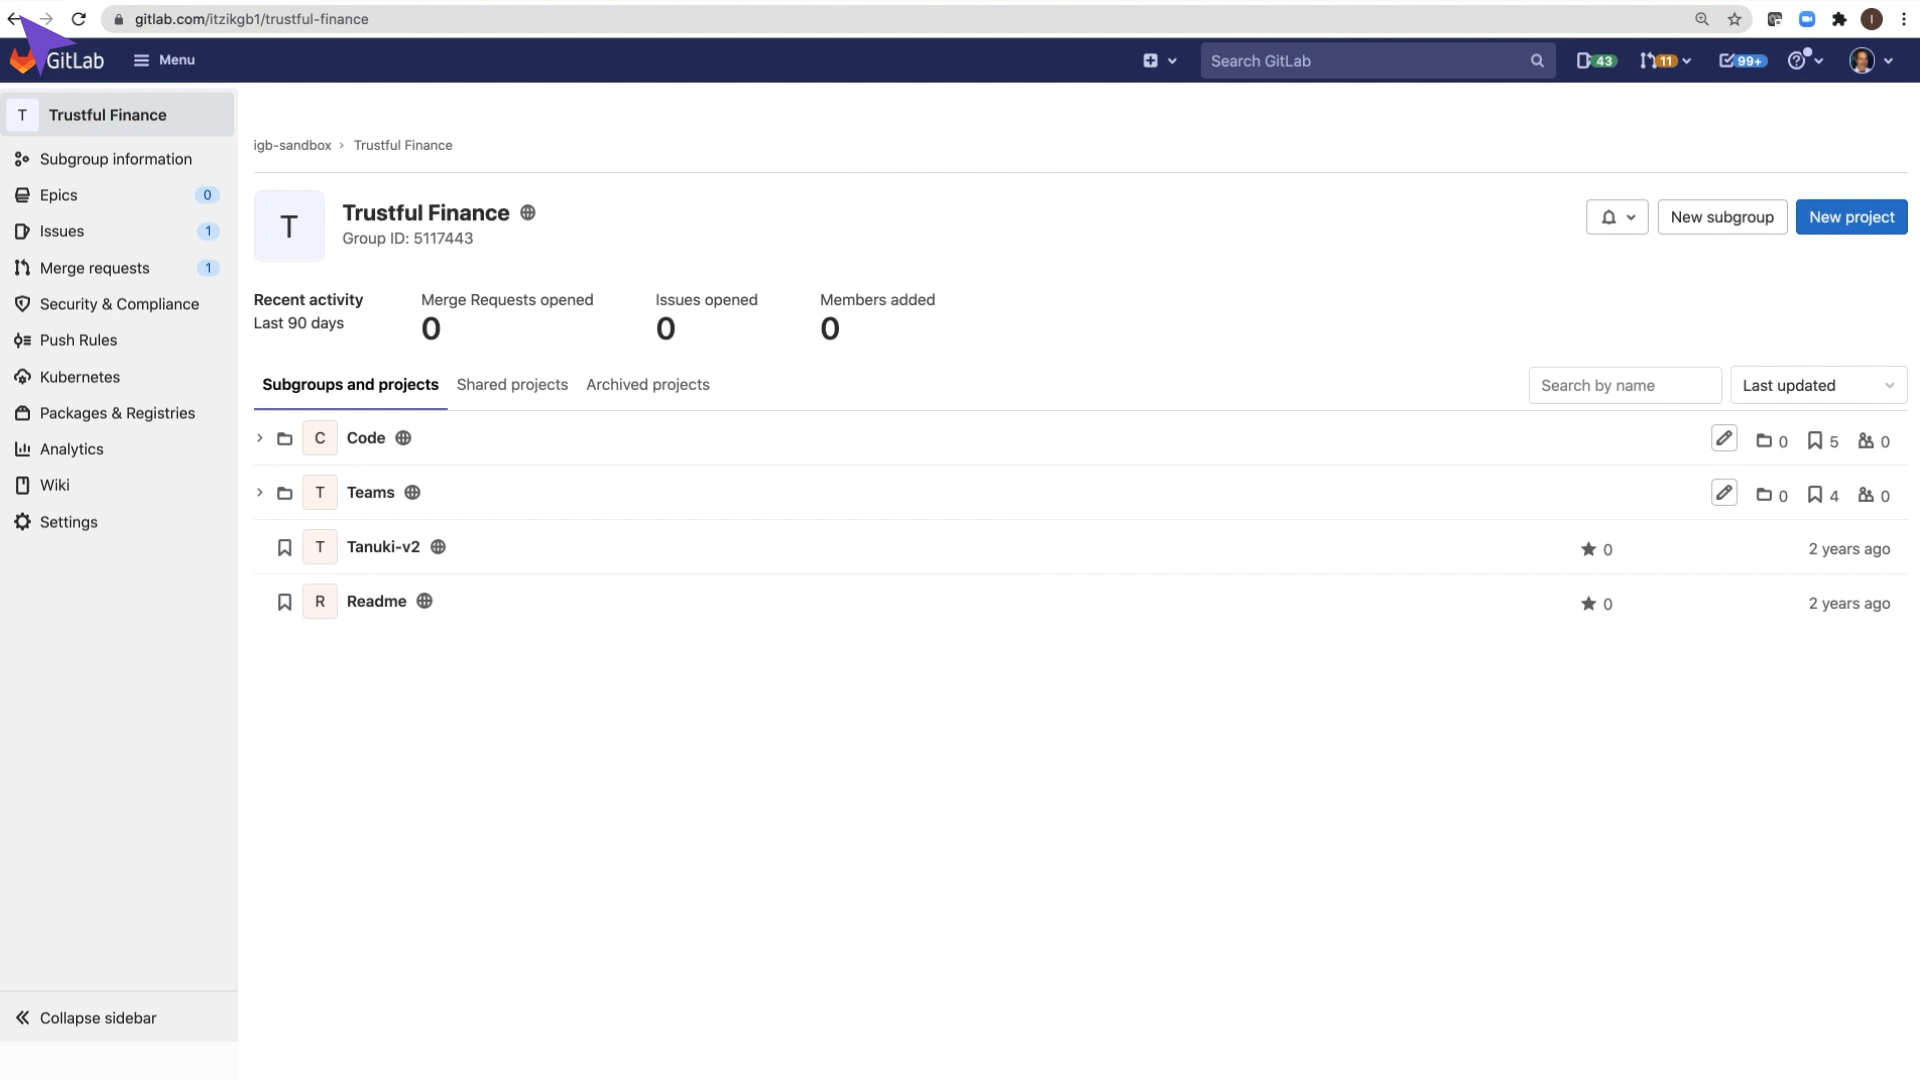 gitlab.com/itzikgb1/trustful-finance
GitLab Menu Search GitLab 43 11 99+ I
T Trustful Finance
Subgroup information
Epics 0
Issues 1
Merge requests 1
Security & Compliance
Push Rules
Kubernetes
Packages & Registries
Analytics
Wiki
Settings
Collapse sidebar
igb-sandbox › Trustful Finance
T
Trustful Finance
Group ID: 5117443
New subgroup New project
Recent activity Merge Requests opened Issues opened Members added
Last 90 days 0 0 0
Subgroups and projects Shared projects Archived projects Search by name Last updated
C Code 0 5 0
T Teams 0 4 0
T Tanuki-v2 0 2 years ago
R Readme 0 2 years ago